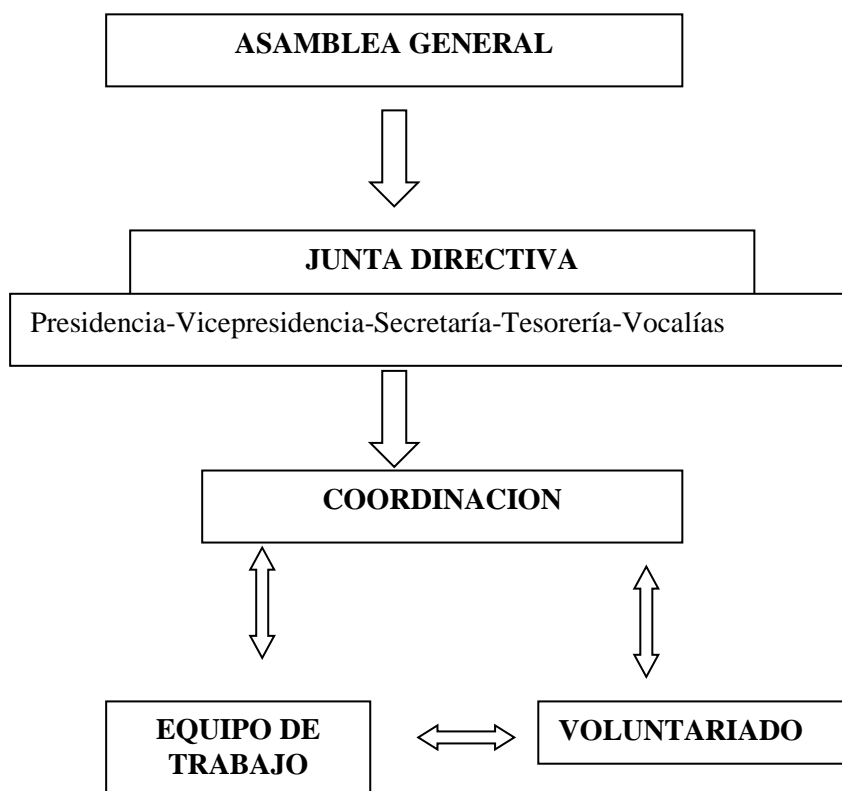 ASAMBLEA GENERAL
JUNTA DIRECTIVA
Presidencia-Vicepresidencia-Secretaría-Tesorería-Vocalías
COORDINACION
EQUIPO DE
TRABAJO
VOLUNTARIADO